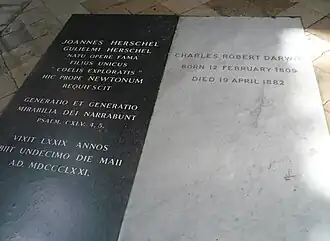 JOANNES HERSCHEL
GULIELMI HERSCHEL
NATU OPERE FAMA
FILIUS UNICUS
"COELIS EXPLORATIS"
HIC PROPE NEWTONUM
REQUIESCIT
GENERATIO ET GENERATIO
MIRABILIA DEI NARRABUNT
PSALM. CXLV. 4, 5.
VIXIT LXXIX ANNOS
OBIIT UNDECIMO DIE MAII
A.D. MDCCCLXXI.
CHARLES ROBERT DARWIN
BORN 12 FEBRUARY 1809
DIED 19 APRIL 1882